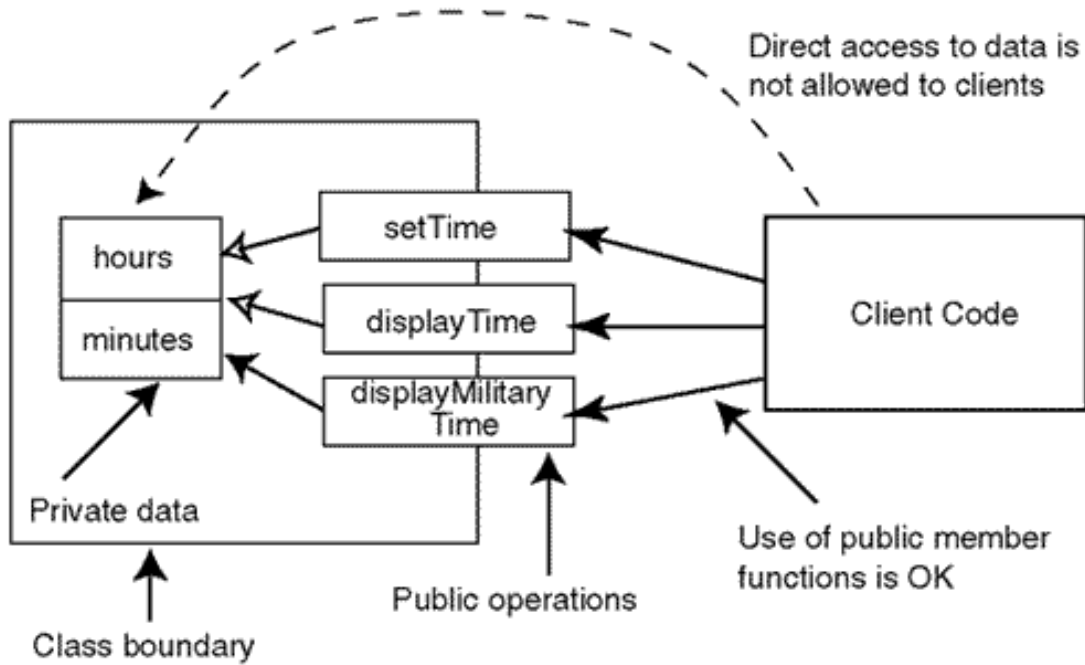 Direct access to data is
not allowed to clients
setTime
hours
displayTime
minutes
Client Code
displayMilitary
Time
Private data
Use of public member
functions is OK
Public operations
Class boundary